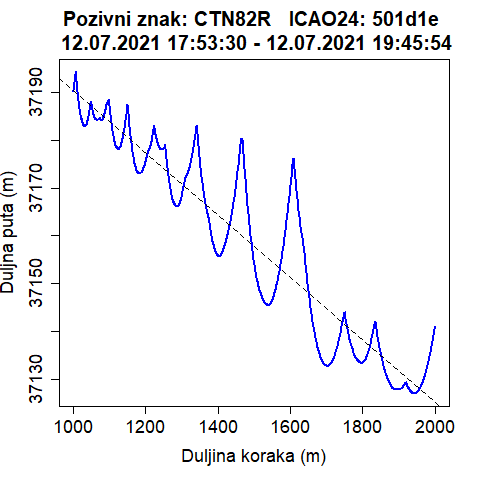 Pozivni znak: CTN82R   ICAO24: 501d1e
12.07.2021 17:53:30 - 12.07.2021 19:45:54
Duljna puta (m)
37190
37170
37150
37130
1000 1200 1400 1600 1800 2000
Duljina koraka (m)